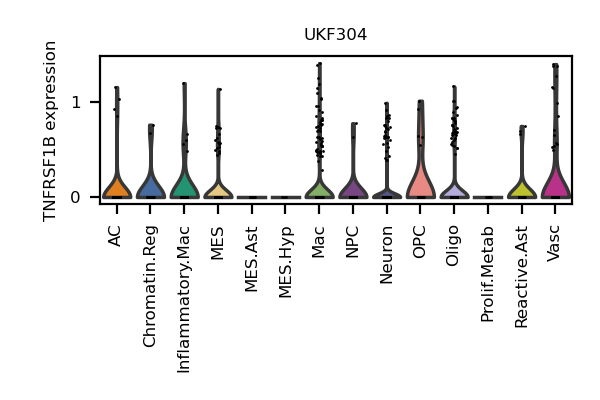 UKF304
TNFRSF1B expression
1
0
AC
Chromatin.Reg
Inflammatory.Mac
MES
MES.Ast
MES.Hyp
Mac
NPC
Neuron
OPC
Oligo
Prolif.Metab
Reactive.Ast
Vasc